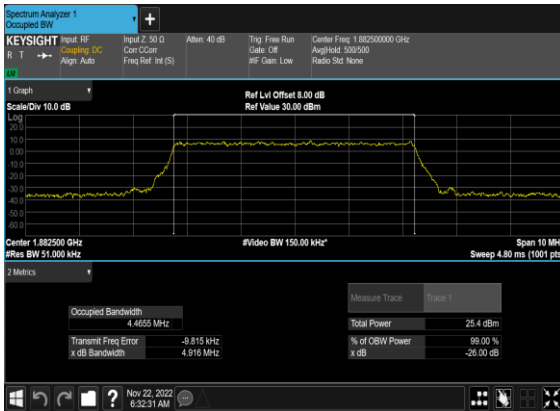 Spectrum Analyzer 1
Occupied BW
+
KEYSIGHT
R T
LW
Input: RF
Coupling: DC
Align: Auto
Input Z: 50 Ω
Corr CCorr
Freq Ref: Int (S)
Atten: 40 dB
Trig: Free Run
Gate: Off
#IF Gain: Low
Center Freq: 1.882500000 GHz
Avg|Hold: 500/500
Radio Std: None
1 Graph
Scale/Div 10.0 dB
Ref Lvl Offset 8.00 dB
Ref Value 30.00 dBm
Log
20.0
10.0
0.00
-10.0
-20.0
-30.0
-40.0
-50.0
-60.0
Center 1.882500 GHz
#Res BW 51.000 kHz
#Video BW 150.00 kHz*
Span 10 MH
Sweep 4.80 ms (1001 pts
2 Metrics
Measure Trace
Trace 1
Occupied Bandwidth
4.4655 MHz
Total Power
25.4 dBm
Transmit Freq Error
-9.815 kHz
% of OBW Power
99.00 %
x dB Bandwidth
4.916 MHz
x dB
-26.00 dB
?
Nov 22, 2022
6:32:31 AM